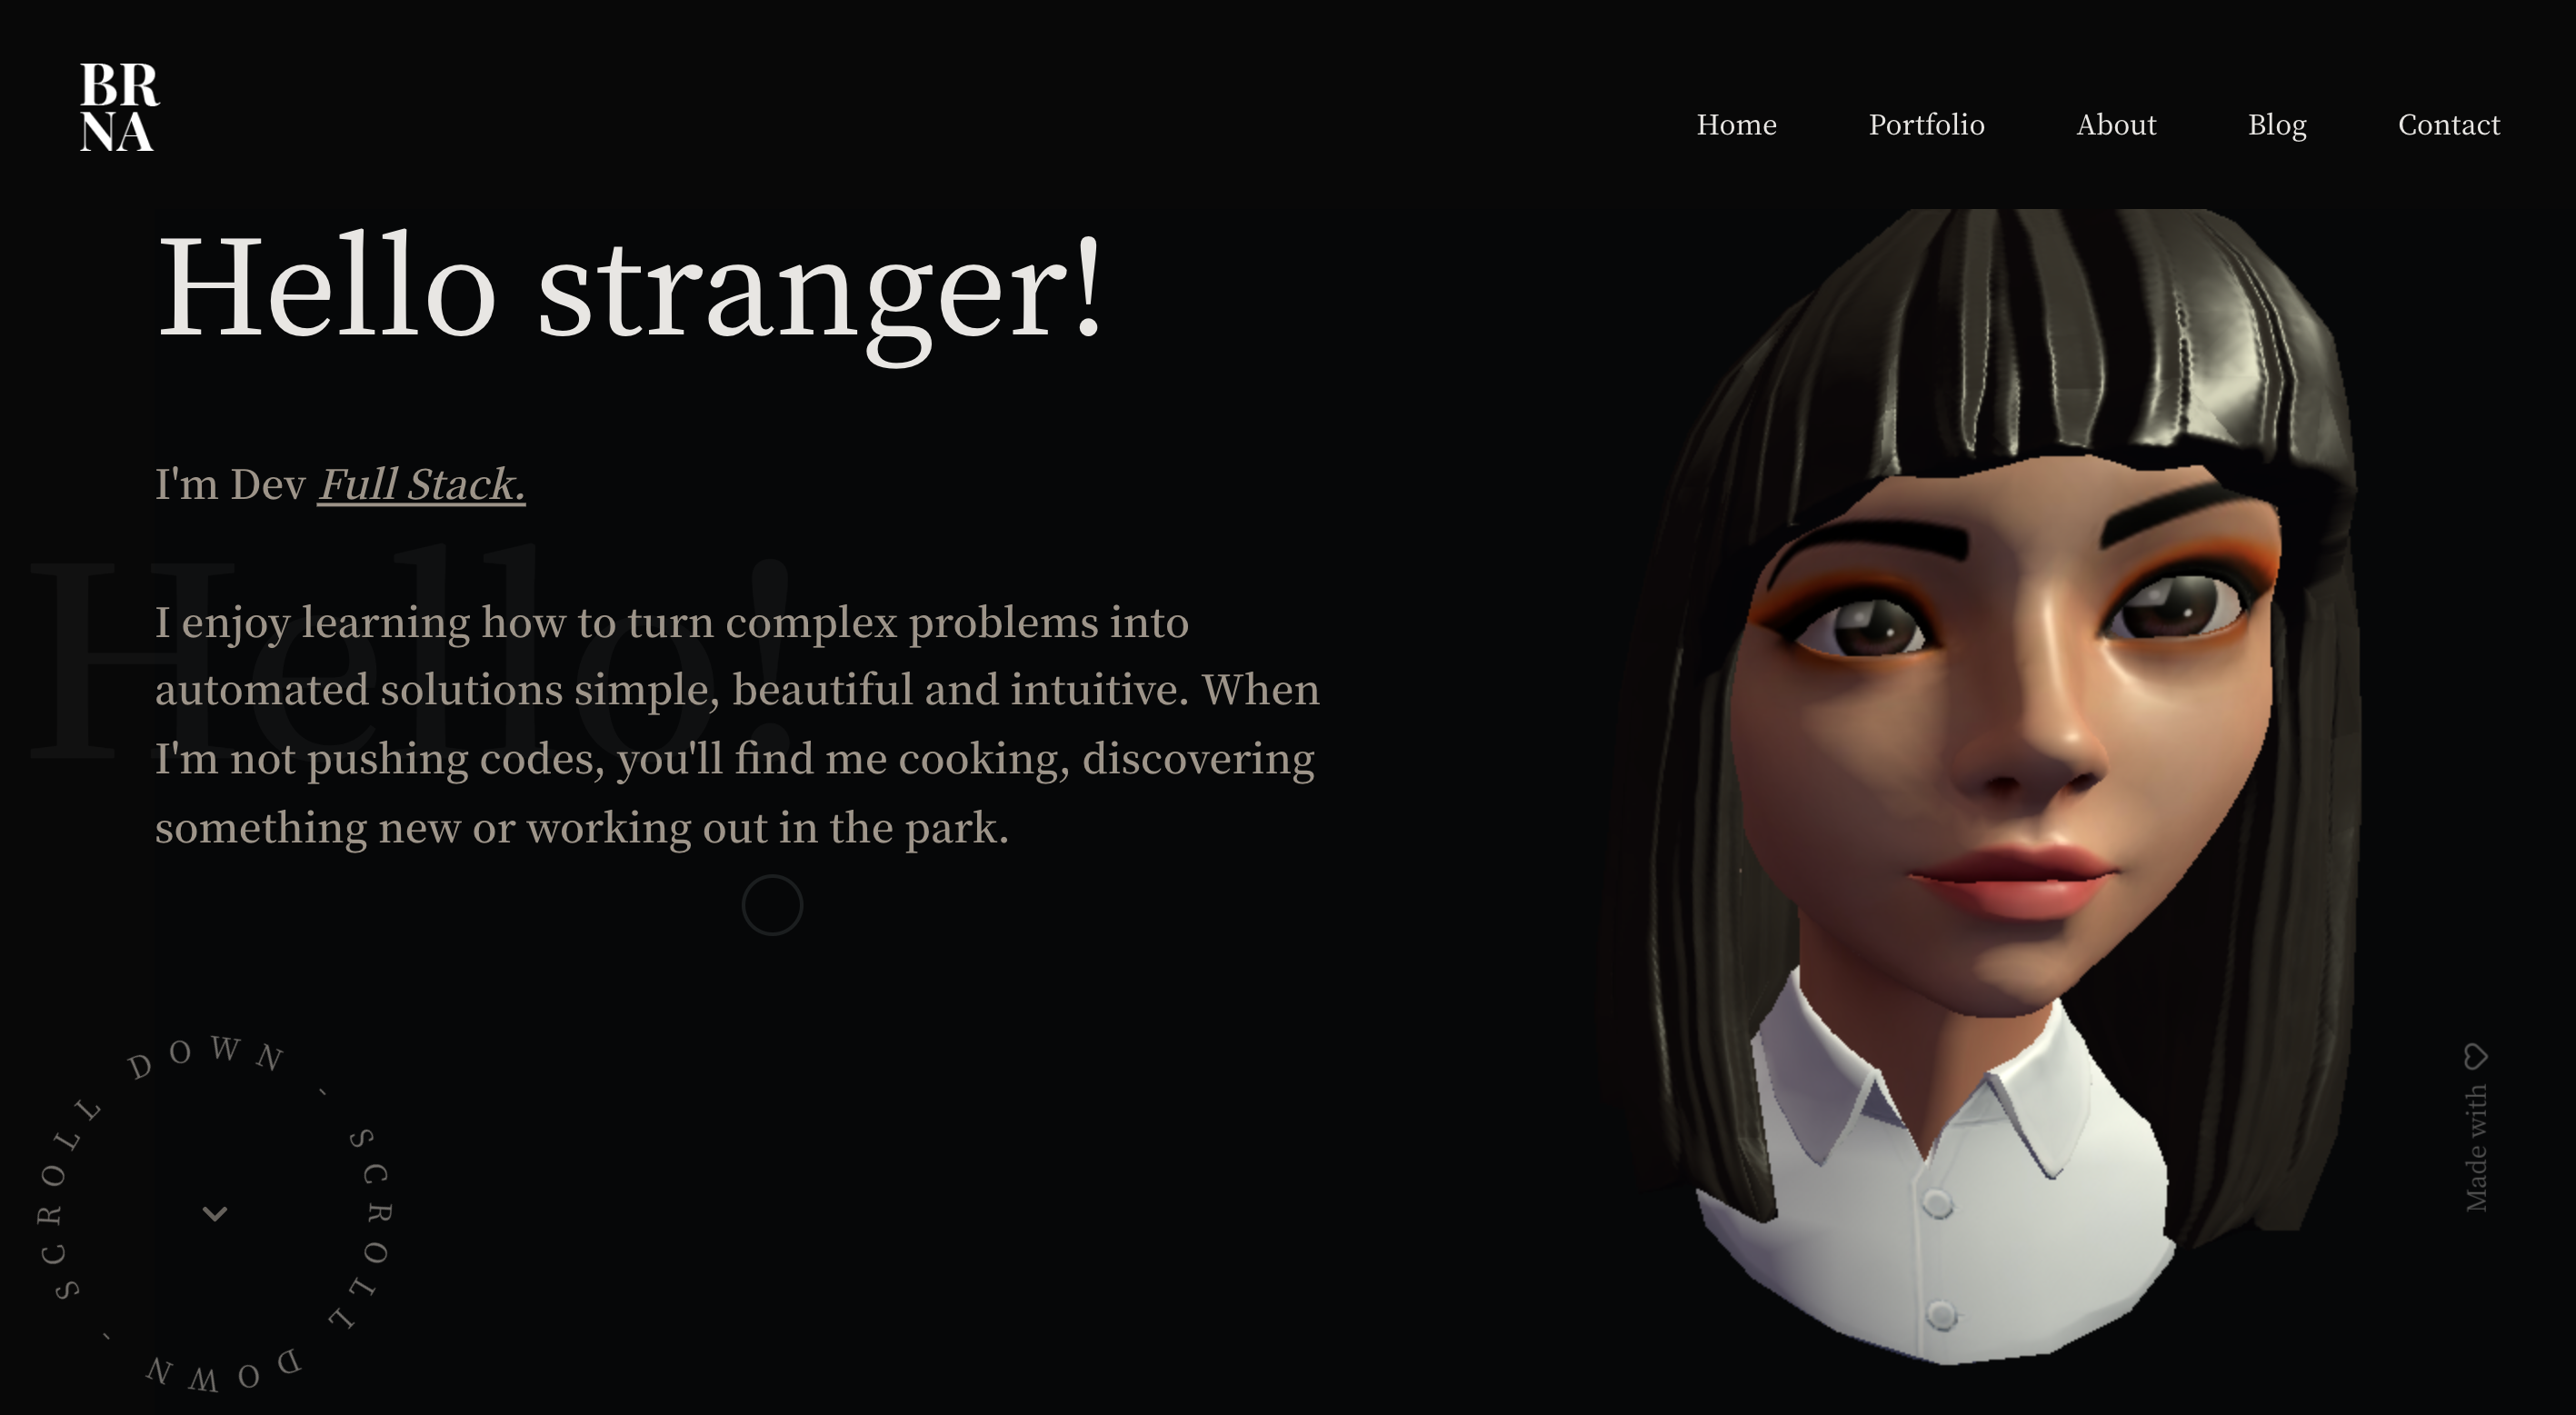 BR
NA
Home Portfolio About Blog Contact
Hello stranger!
I'm Dev Full Stack.
Hello!
I enjoy learning how to turn complex problems into
automated solutions simple, beautiful and intuitive. When
I'm not pushing codes, you'll find me cooking, discovering
something new or working out in the park.
SCROLL DOWN - SCROLL DOWN -
Made with ♡